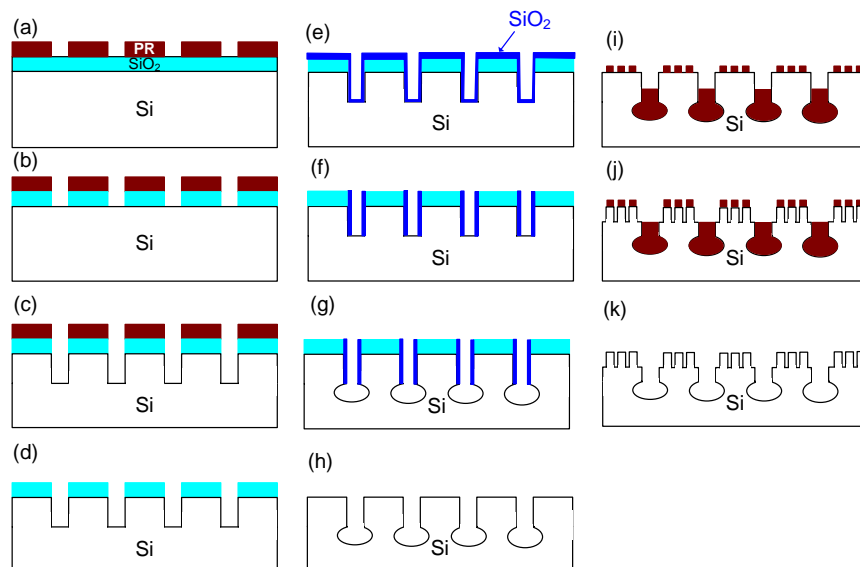 (a)
PR
SiO₂
Si
(b)
Si
(c)
Si
(d)
Si
(e)
SiO₂
Si
(f)
Si
(g)
Si
(h)
Si
(i)
Si
(j)
Si
(k)
Si